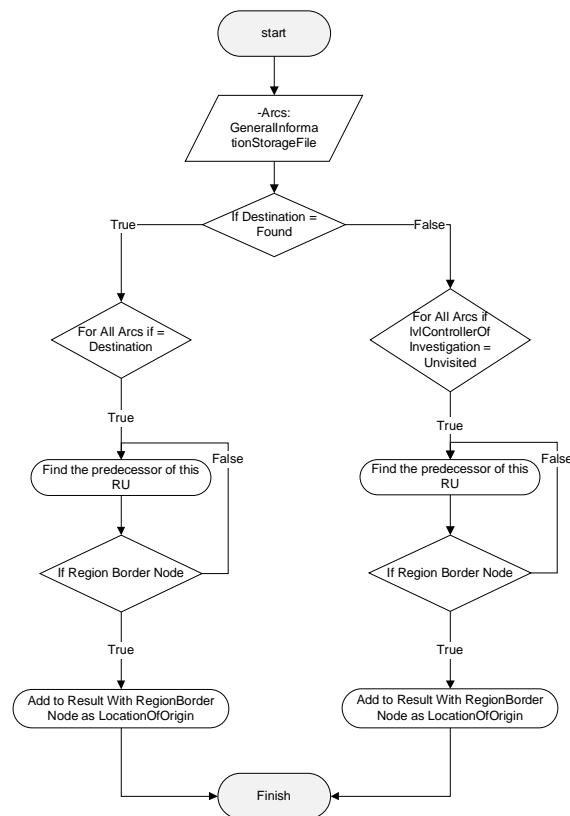 start
-Arcs:
GeneralInforma
tionStorageFile
If Destination =
Found
True
False
For All Arcs if =
Destination
For All Arcs if
lvlControllerOf
Investigation =
Unvisited
True
True
False
False
Find the predecessor of this
RU
Find the predecessor of this
RU
If Region Border Node
If Region Border Node
True
True
Add to Result With RegionBorder
Node as LocationOfOrigin
Add to Result With RegionBorder
Node as LocationOfOrigin
Finish